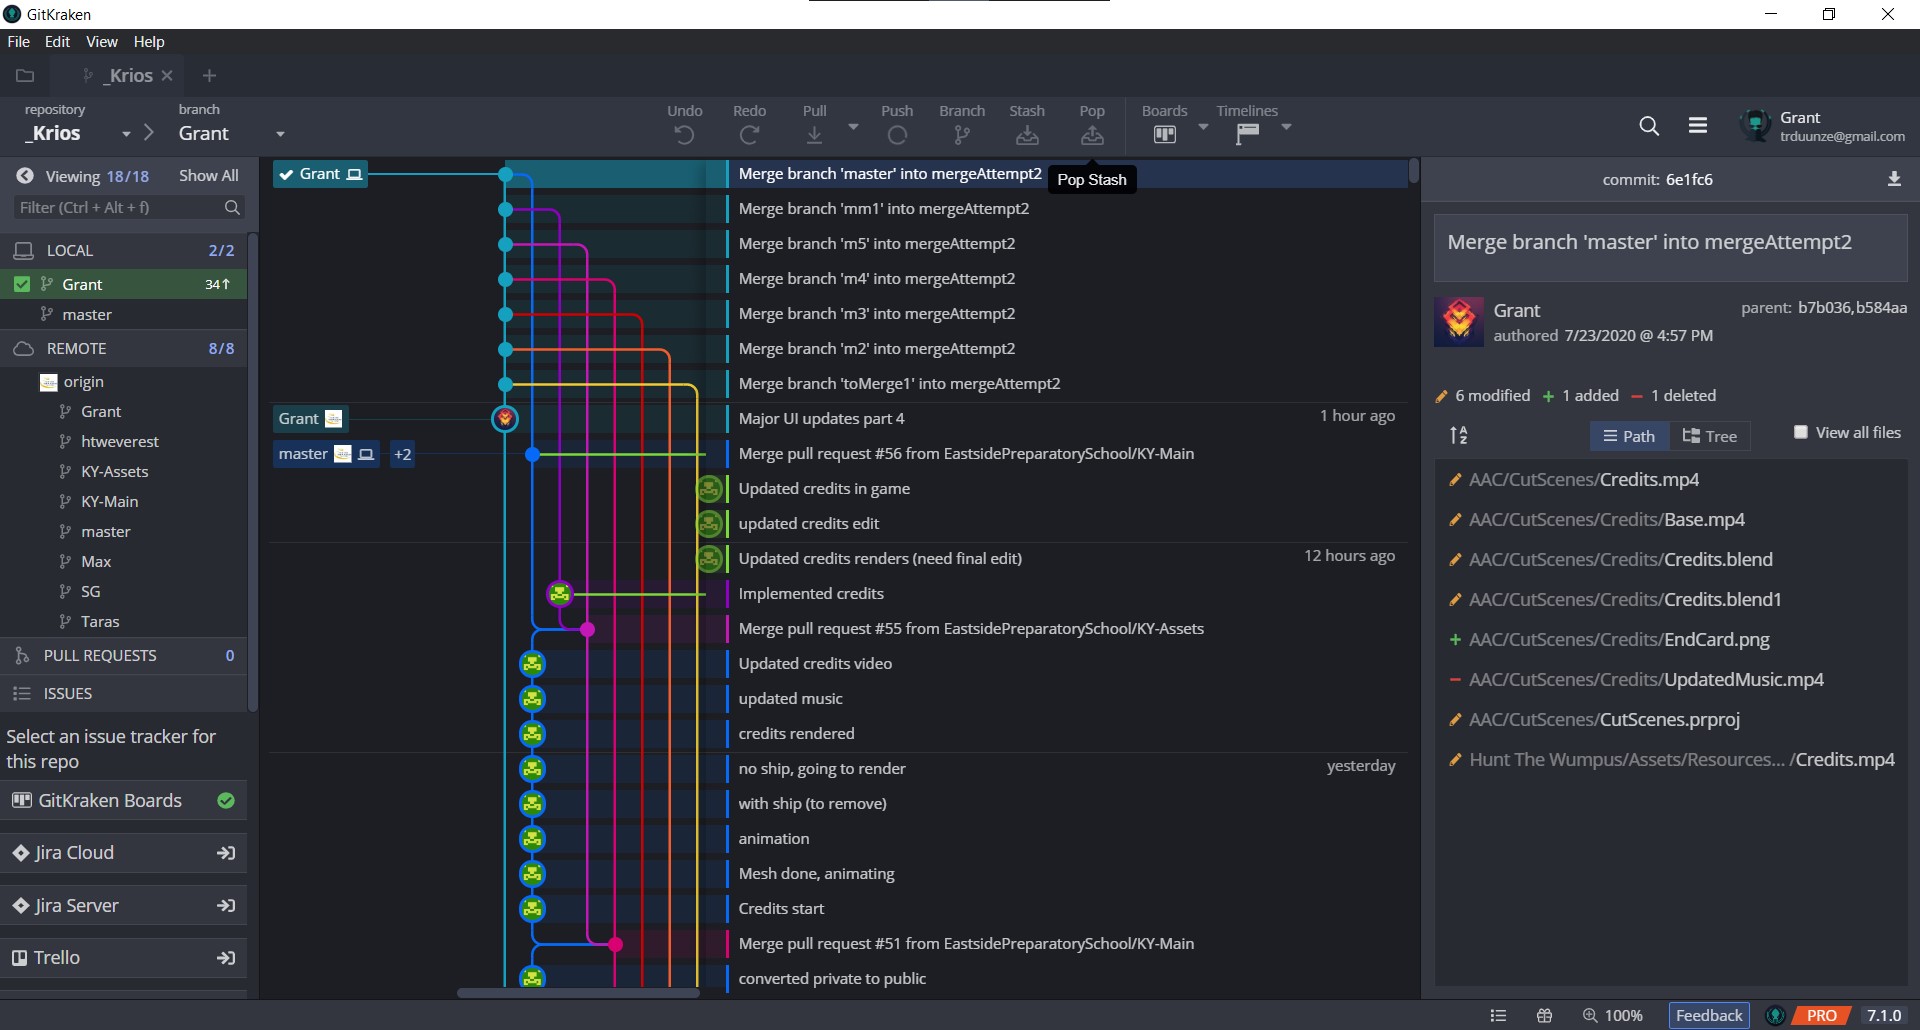 GitKraken
File Edit View Help
_Krios
repository
_Krios
branch
Grant
Undo Redo Pull Push Branch Stash Pop Boards Timelines
Grant
trduunze@gmail.com
Viewing 18/18 Show All
Filter (Ctrl + Alt + f)
LOCAL 2/2
Grant 34↑
master
REMOTE 8/8
origin
Grant
htweverest
KY-Assets
KY-Main
master
Max
SG
Taras
PULL REQUESTS 0
ISSUES
Select an issue tracker for
this repo
GitKraken Boards
Jira Cloud
Jira Server
Trello
Grant
Merge branch 'master' into mergeAttempt2
Pop Stash
Merge branch 'mm1' into mergeAttempt2
Merge branch 'm5' into mergeAttempt2
Merge branch 'm4' into mergeAttempt2
Merge branch 'm3' into mergeAttempt2
Merge branch 'm2' into mergeAttempt2
Merge branch 'toMerge1' into mergeAttempt2
Grant Major UI updates part 4 1 hour ago
master +2 Merge pull request #56 from EastsidePreparatorySchool/KY-Main
Updated credits in game
updated credits edit
Updated credits renders (need final edit) 12 hours ago
Implemented credits
Merge pull request #55 from EastsidePreparatorySchool/KY-Assets
Updated credits video
updated music
credits rendered
no ship, going to render yesterday
with ship (to remove)
animation
Mesh done, animating
Credits start
Merge pull request #51 from EastsidePreparatorySchool/KY-Main
converted private to public
commit: 6e1fc6
Merge branch 'master' into mergeAttempt2
Grant
authored 7/23/2020 @ 4:57 PM
parent: b7b036,b584aa
6 modified + 1 added − 1 deleted
Path Tree View all files
AAC/CutScenes/Credits.mp4
AAC/CutScenes/Credits/Base.mp4
AAC/CutScenes/Credits/Credits.blend
AAC/CutScenes/Credits/Credits.blend1
+ AAC/CutScenes/Credits/EndCard.png
− AAC/CutScenes/Credits/UpdatedMusic.mp4
AAC/CutScenes/CutScenes.prproj
Hunt The Wumpus/Assets/Resources... /Credits.mp4
100% Feedback PRO 7.1.0